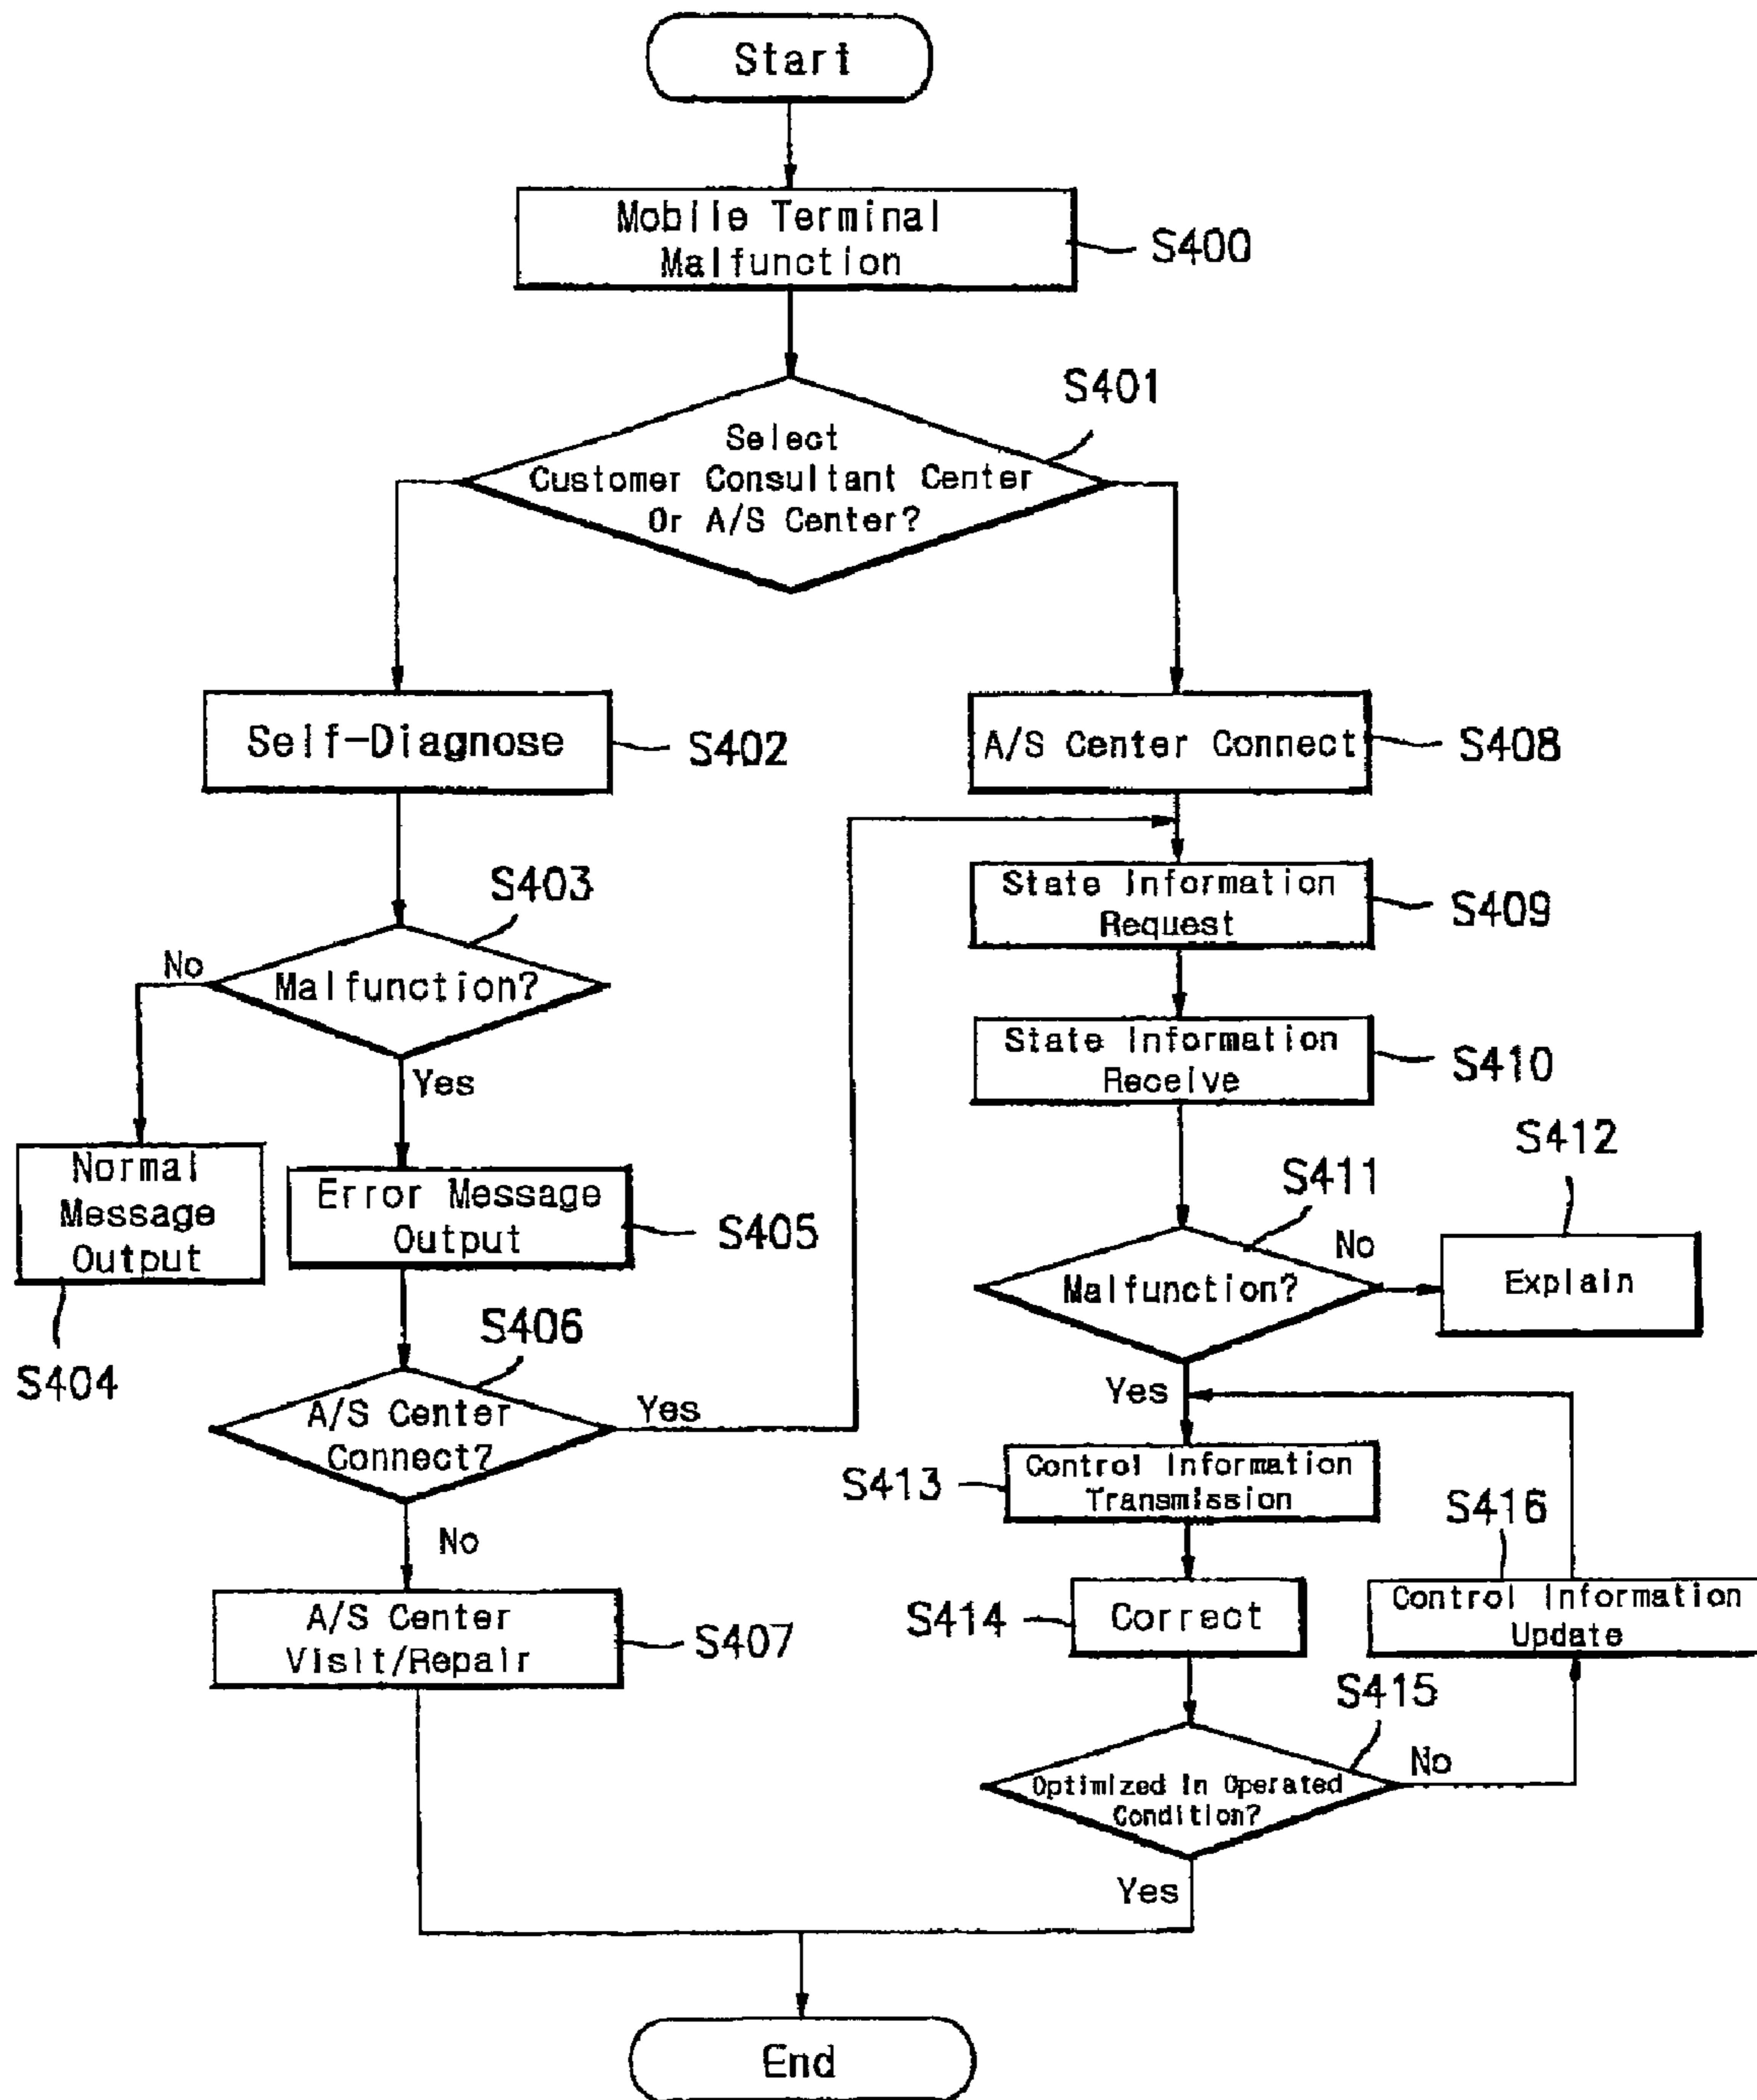 Start
Mobile Terminal
Malfunction
S400
S401
Select
Customer Consultant Center
Or A/S Center?
Self-Diagnose
S402
A/S Center Connect
S408
S403
State Information
Request
S409
No
Malfunction?
Yes
State Information
Receive
S410
Normal
Message
Output
S404
Error Message
Output
S405
S411
S412
No
Malfunction?
Explain
Yes
S406
A/S Center
Connect?
Yes
No
S413
Control Information
Transmission
S416
A/S Center
Visit/Repair
S407
S414
Correct
Control Information
Update
S415
Optimized In Operated
Condition?
No
Yes
End